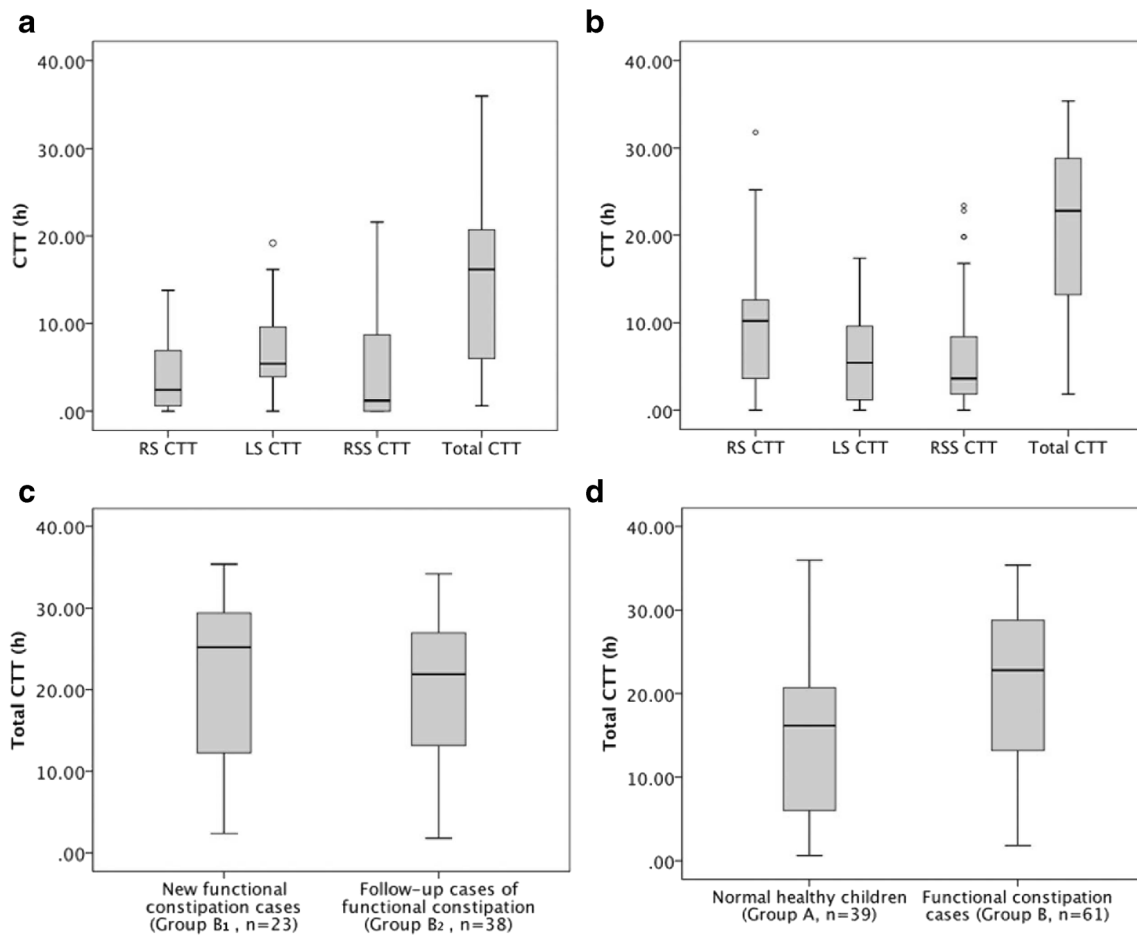 a
CTT (h)
40.00
30.00
20.00
10.00
.00
RS CTT LS CTT RSS CTT Total CTT
b
CTT (h)
40.00
30.00
20.00
10.00
.00
RS CTT LS CTT RSS CTT Total CTT
c
Total CTT (h)
40.00
30.00
20.00
10.00
.00
New functional
constipation cases
(Group B₁ , n=23)
Follow-up cases of
functional constipation
(Group B₂ , n=38)
d
Total CTT (h)
40.00
30.00
20.00
10.00
.00
Normal healthy children
(Group A, n=39)
Functional constipation
cases (Group B, n=61)